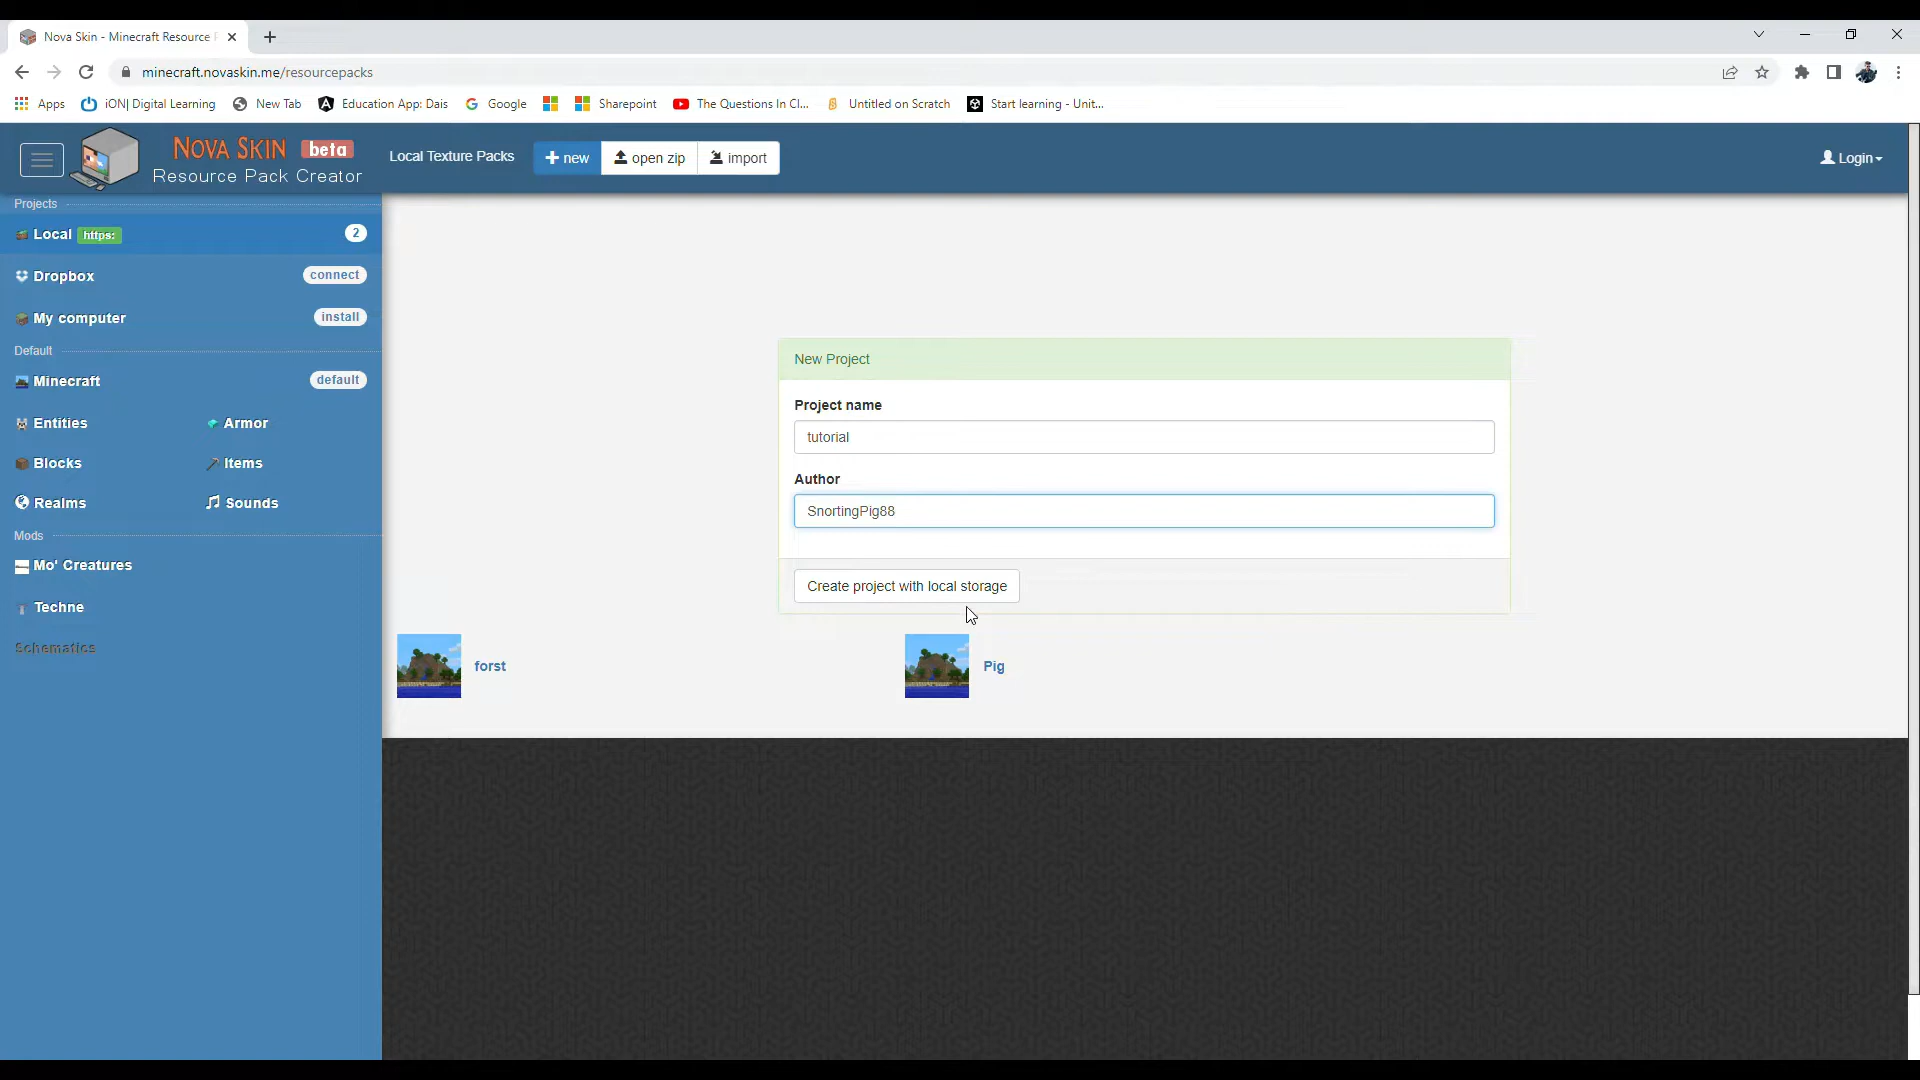 Nova Skin - Minecraft Resource P
minecraft.novaskin.me/resourcepacks
Apps
iON| Digital Learning
New Tab
Education App: Dais
Google
Sharepoint
The Questions In Cl...
Untitled on Scratch
Start learning - Unit...
NOVA SKIN beta
Resource Pack Creator
Local Texture Packs
new
open zip
import
Login
Projects
Local https: 2
Dropbox connect
My computer install
Default
Minecraft default
Entities Armor
Blocks Items
Realms Sounds
Mods
Mo' Creatures
Techne
Schematics
New Project
Project name
tutorial
Author
SnortingPig88
Create project with local storage
forst
Pig